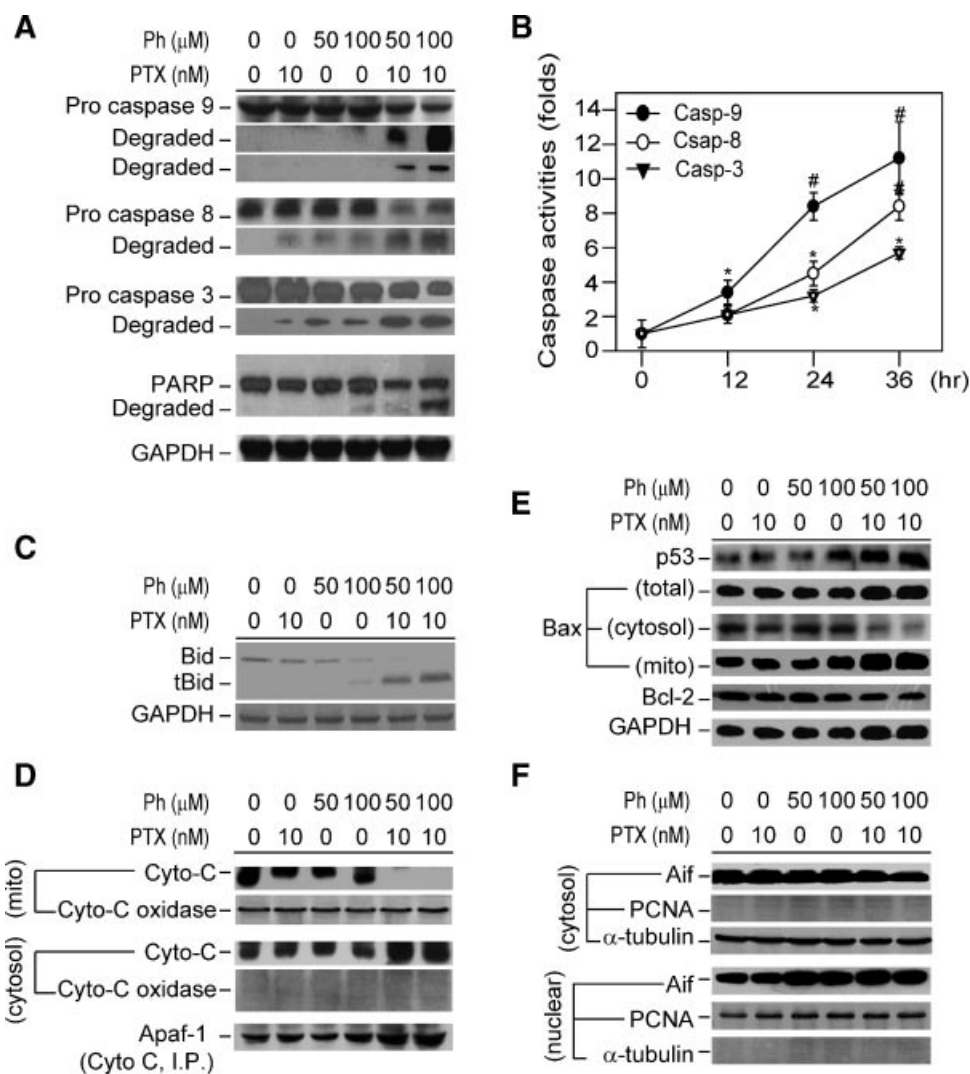 A
Ph (μM) 0 0 50 100 50 100
PTX (nM) 0 10 0 0 10 10
Pro caspase 9
Degraded
Degraded
Pro caspase 8
Degraded
Pro caspase 3
Degraded
PARP
Degraded
GAPDH
B
Caspase activities (folds)
14
12
10
8
6
4
2
0
Casp-9
Csap-8
Casp-3
* # * * # # *
0 12 24 36 (hr)
C
Ph (μM) 0 0 50 100 50 100
PTX (nM) 0 10 0 0 10 10
Bid
tBid
GAPDH
D
Ph (μM) 0 0 50 100 50 100
PTX (nM) 0 10 0 0 10 10
(mito)
Cyto-C
Cyto-C oxidase
(cytosol)
Cyto-C
Cyto-C oxidase
Apaf-1
(Cyto C, I.P.)
E
Ph (μM) 0 0 50 100 50 100
PTX (nM) 0 10 0 0 10 10
p53
Bax
(total)
(cytosol)
(mito)
Bcl-2
GAPDH
F
Ph (μM) 0 0 50 100 50 100
PTX (nM) 0 10 0 0 10 10
(cytosol)
Aif
PCNA
α-tubulin
(nuclear)
Aif
PCNA
α-tubulin